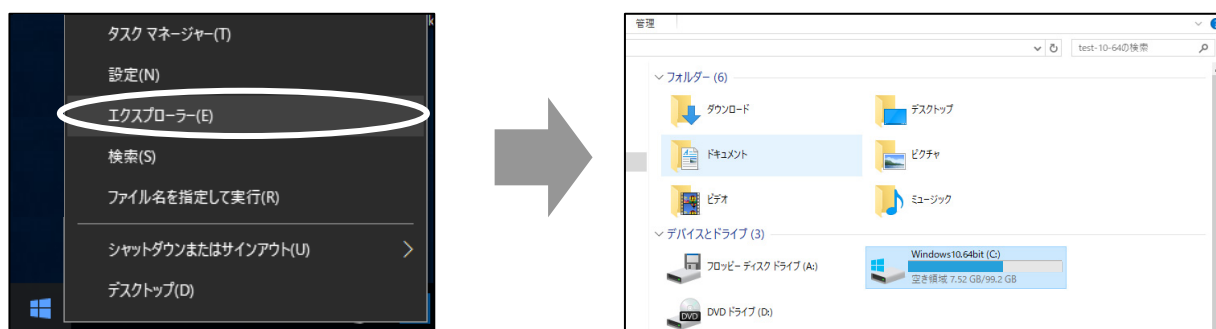 タスク マネージャー(T)
設定(N)
エクスプローラー(E)
検索(S)
ファイル名を指定して実行(R)
シャットダウンまたはサインアウト(U)
デスクトップ(D)
k
管理
test-10-64の検索
フォルダー (6)
ダウンロード
デスクトップ
ドキュメント
ピクチャ
ビデオ
ミュージック
デバイスとドライブ (3)
フロッピー ディスク ドライブ (A:)
Windows10.64bit (C:)
空き領域 7.52 GB/99.2 GB
DVD ドライブ (D:)
DVD